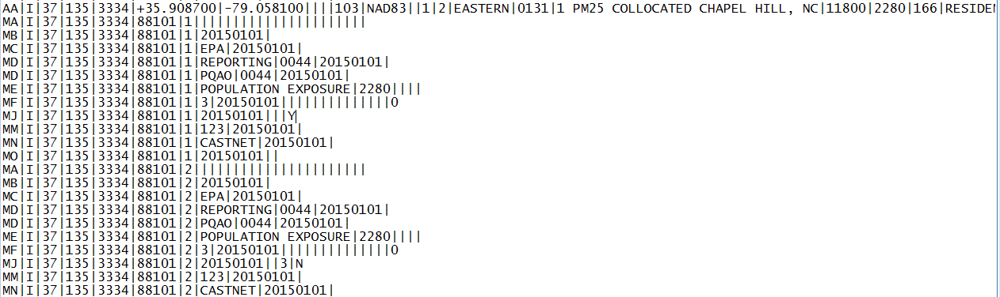 AA|I|37|135|3334|+35.908700|-79.058100||||103|NAD83||1|2|EASTERN|0131|1 PM25 COLLOCATED CHAPEL HILL, NC|11800|2280|166|RESIDEN
MA|I|37|135|3334|88101|1||||||||||||||||||||||
MB|I|37|135|3334|88101|1|20150101|
MC|I|37|135|3334|88101|1|EPA|20150101|
MD|I|37|135|3334|88101|1|REPORTING|0044|20150101|
MD|I|37|135|3334|88101|1|PQAO|0044|20150101|
ME|I|37|135|3334|88101|1|POPULATION EXPOSURE|2280||||
MF|I|37|135|3334|88101|1|3|20150101||||||||||||||0
MJ|I|37|135|3334|88101|1|20150101|||Y
MM|I|37|135|3334|88101|1|123|20150101|
MN|I|37|135|3334|88101|1|CASTNET|20150101|
MO|I|37|135|3334|88101|1|20150101||
MA|I|37|135|3334|88101|2||||||||||||||||||||||
MB|I|37|135|3334|88101|2|20150101|
MC|I|37|135|3334|88101|2|EPA|20150101|
MD|I|37|135|3334|88101|2|REPORTING|0044|20150101|
MD|I|37|135|3334|88101|2|PQAO|0044|20150101|
ME|I|37|135|3334|88101|2|POPULATION EXPOSURE|2280||||
MF|I|37|135|3334|88101|2|3|20150101||||||||||||||0
MJ|I|37|135|3334|88101|2|20150101||3|N
MM|I|37|135|3334|88101|2|123|20150101|
MN|I|37|135|3334|88101|2|CASTNET|20150101|